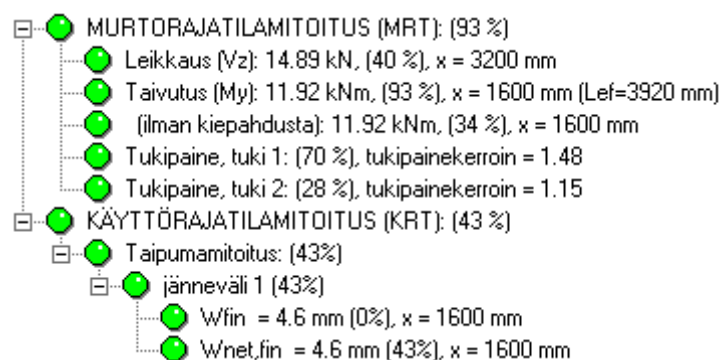 MURTORAJATILAMITOITUS (MRT): (93 %)
Leikkaus (Vz): 14.89 kN, (40 %), x = 3200 mm
Taivutus (My): 11.92 kNm, (93 %), x = 1600 mm (Lef=3920 mm)
(ilman kiepahdusta): 11.92 kNm, (34 %), x = 1600 mm
Tukipaine, tuki 1: (70 %), tukipainekerroin = 1.48
Tukipaine, tuki 2: (28 %), tukipainekerroin = 1.15
KÄYTTÖRAJATILAMITOITUS (KRT): (43 %)
Taipumamitoitus: (43%)
jänneväli 1 (43%)
Wfin = 4.6 mm (0%), x = 1600 mm
Wnet,fin = 4.6 mm (43%), x = 1600 mm